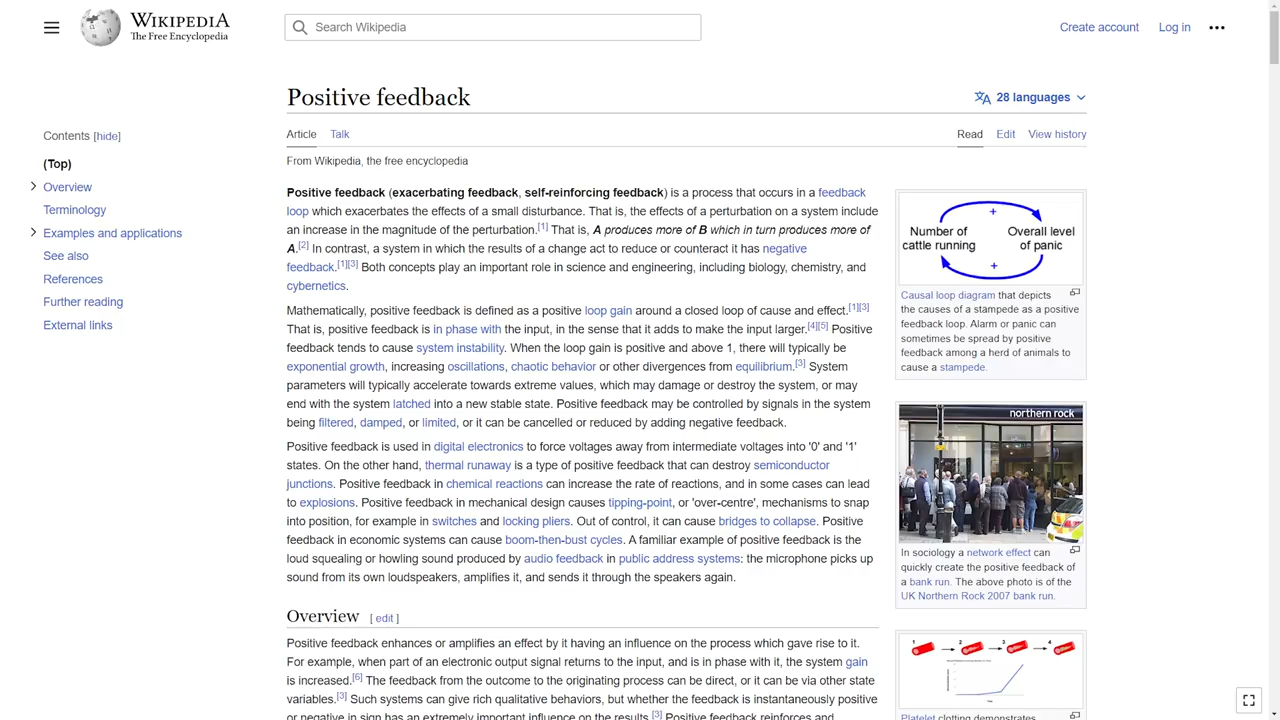 WIKIPEDIA
The Free Encyclopedia
Search Wikipedia
Create account
Log in
Positive feedback
28 languages
Contents [hide]
(Top)
Overview
Terminology
Examples and applications
See also
References
Further reading
External links
Article
Talk
Read
Edit
View history
From Wikipedia, the free encyclopedia
Positive feedback (exacerbating feedback, self-reinforcing feedback) is a process that occurs in a feedback
loop which exacerbates the effects of a small disturbance. That is, the effects of a perturbation on a system include
an increase in the magnitude of the perturbation.[1] That is, A produces more of B which in turn produces more of
A.[2] In contrast, a system in which the results of a change act to reduce or counteract it has negative
feedback.[1][3] Both concepts play an important role in science and engineering, including biology, chemistry, and
cybernetics.
Mathematically, positive feedback is defined as a positive loop gain around a closed loop of cause and effect.[1][3]
That is, positive feedback is in phase with the input, in the sense that it adds to make the input larger.[4][5] Positive
feedback tends to cause system instability. When the loop gain is positive and above 1, there will typically be
exponential growth, increasing oscillations, chaotic behavior or other divergences from equilibrium.[3] System
parameters will typically accelerate towards extreme values, which may damage or destroy the system, or may
end with the system latched into a new stable state. Positive feedback may be controlled by signals in the system
being filtered, damped, or limited, or it can be cancelled or reduced by adding negative feedback.
Positive feedback is used in digital electronics to force voltages away from intermediate voltages into '0' and '1'
states. On the other hand, thermal runaway is a type of positive feedback that can destroy semiconductor
junctions. Positive feedback in chemical reactions can increase the rate of reactions, and in some cases can lead
to explosions. Positive feedback in mechanical design causes tipping-point, or 'over-centre', mechanisms to snap
into position, for example in switches and locking pliers. Out of control, it can cause bridges to collapse. Positive
feedback in economic systems can cause boom-then-bust cycles. A familiar example of positive feedback is the
loud squealing or howling sound produced by audio feedback in public address systems: the microphone picks up
sound from its own loudspeakers, amplifies it, and sends it through the speakers again.
Overview [ edit ]
Positive feedback enhances or amplifies an effect by it having an influence on the process which gave rise to it.
For example, when part of an electronic output signal returns to the input, and is in phase with it, the system gain
is increased.[6] The feedback from the outcome to the originating process can be direct, or it can be via other state
variables.[3] Such systems can give rich qualitative behaviors, but whether the feedback is instantaneously positive
or negative in sign has an extremely important influence on the results.[3] Positive feedback reinforces and
+
Number of
cattle running
Overall level
of panic
+
Causal loop diagram that depicts
the causes of a stampede as a positive
feedback loop. Alarm or panic can
sometimes be spread by positive
feedback among a herd of animals to
cause a stampede.
northern rock
In sociology a network effect can
quickly create the positive feedback of
a bank run. The above photo is of the
UK Northern Rock 2007 bank run.
1 2 3 4
Platelet clotting demonstrates